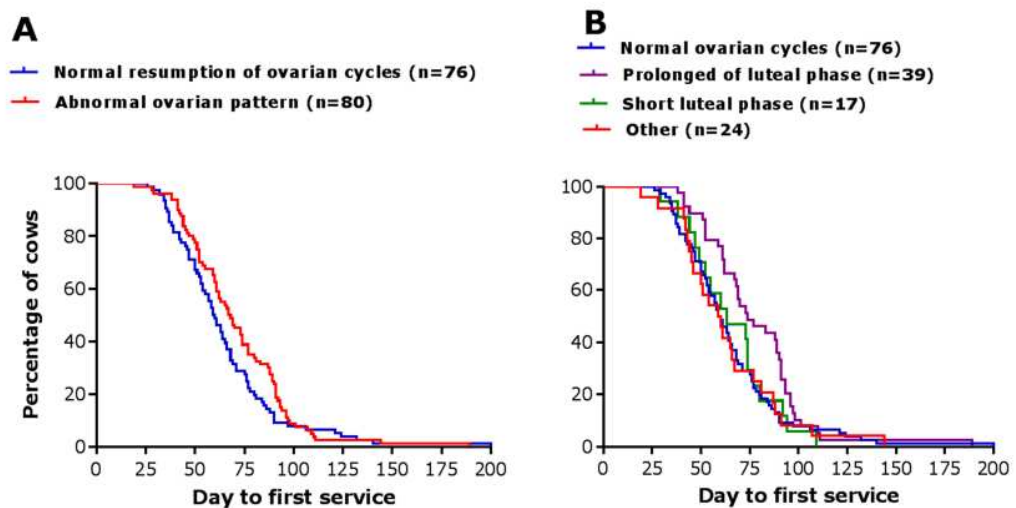 A
Normal resumption of ovarian cycles (n=76)
Abnormal ovarian pattern (n=80)
100
80
60
40
20
0
Percentage of cows
0 25 50 75 100 125 150 175 200
Day to first service
B
Normal ovarian cycles (n=76)
Prolonged of luteal phase (n=39)
Short luteal phase (n=17)
Other (n=24)
100
80
60
40
20
0
0 25 50 75 100 125 150 175 200
Day to first service